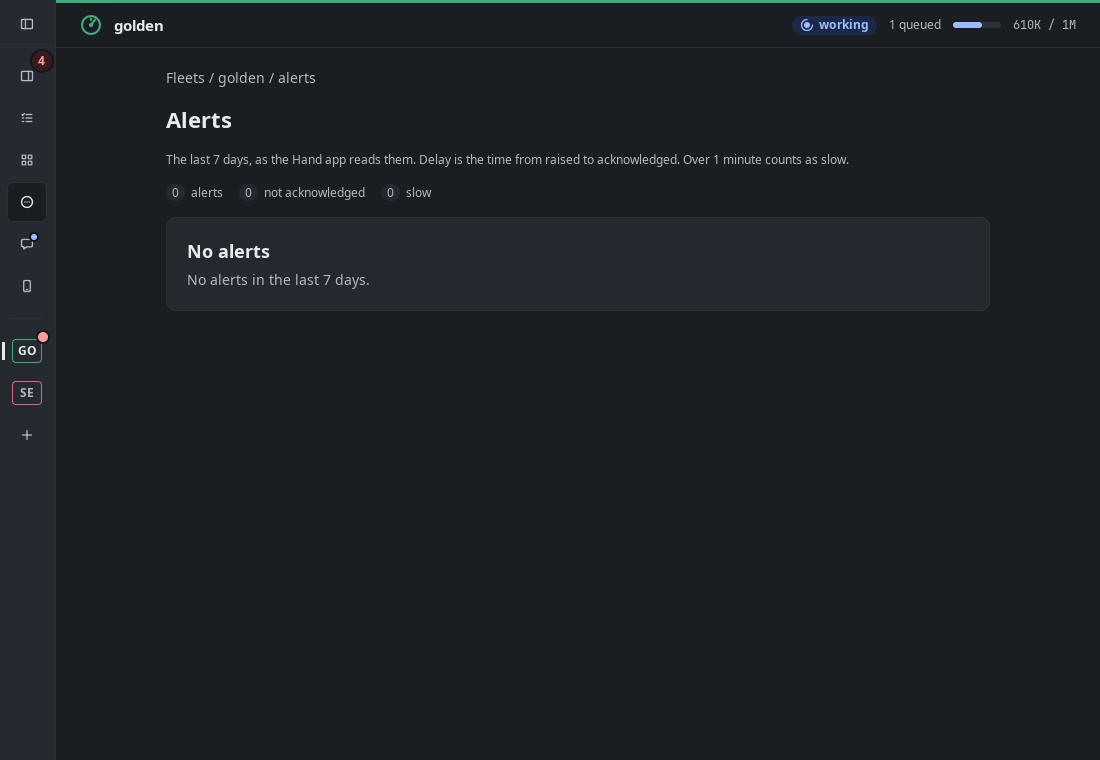 golden
working
1 queued
610K / 1M
4
Fleets / golden / alerts
Alerts
The last 7 days, as the Hand app reads them. Delay is the time from raised to acknowledged. Over 1 minute counts as slow.
0 alerts 0 not acknowledged 0 slow
No alerts
No alerts in the last 7 days.
GO
SE